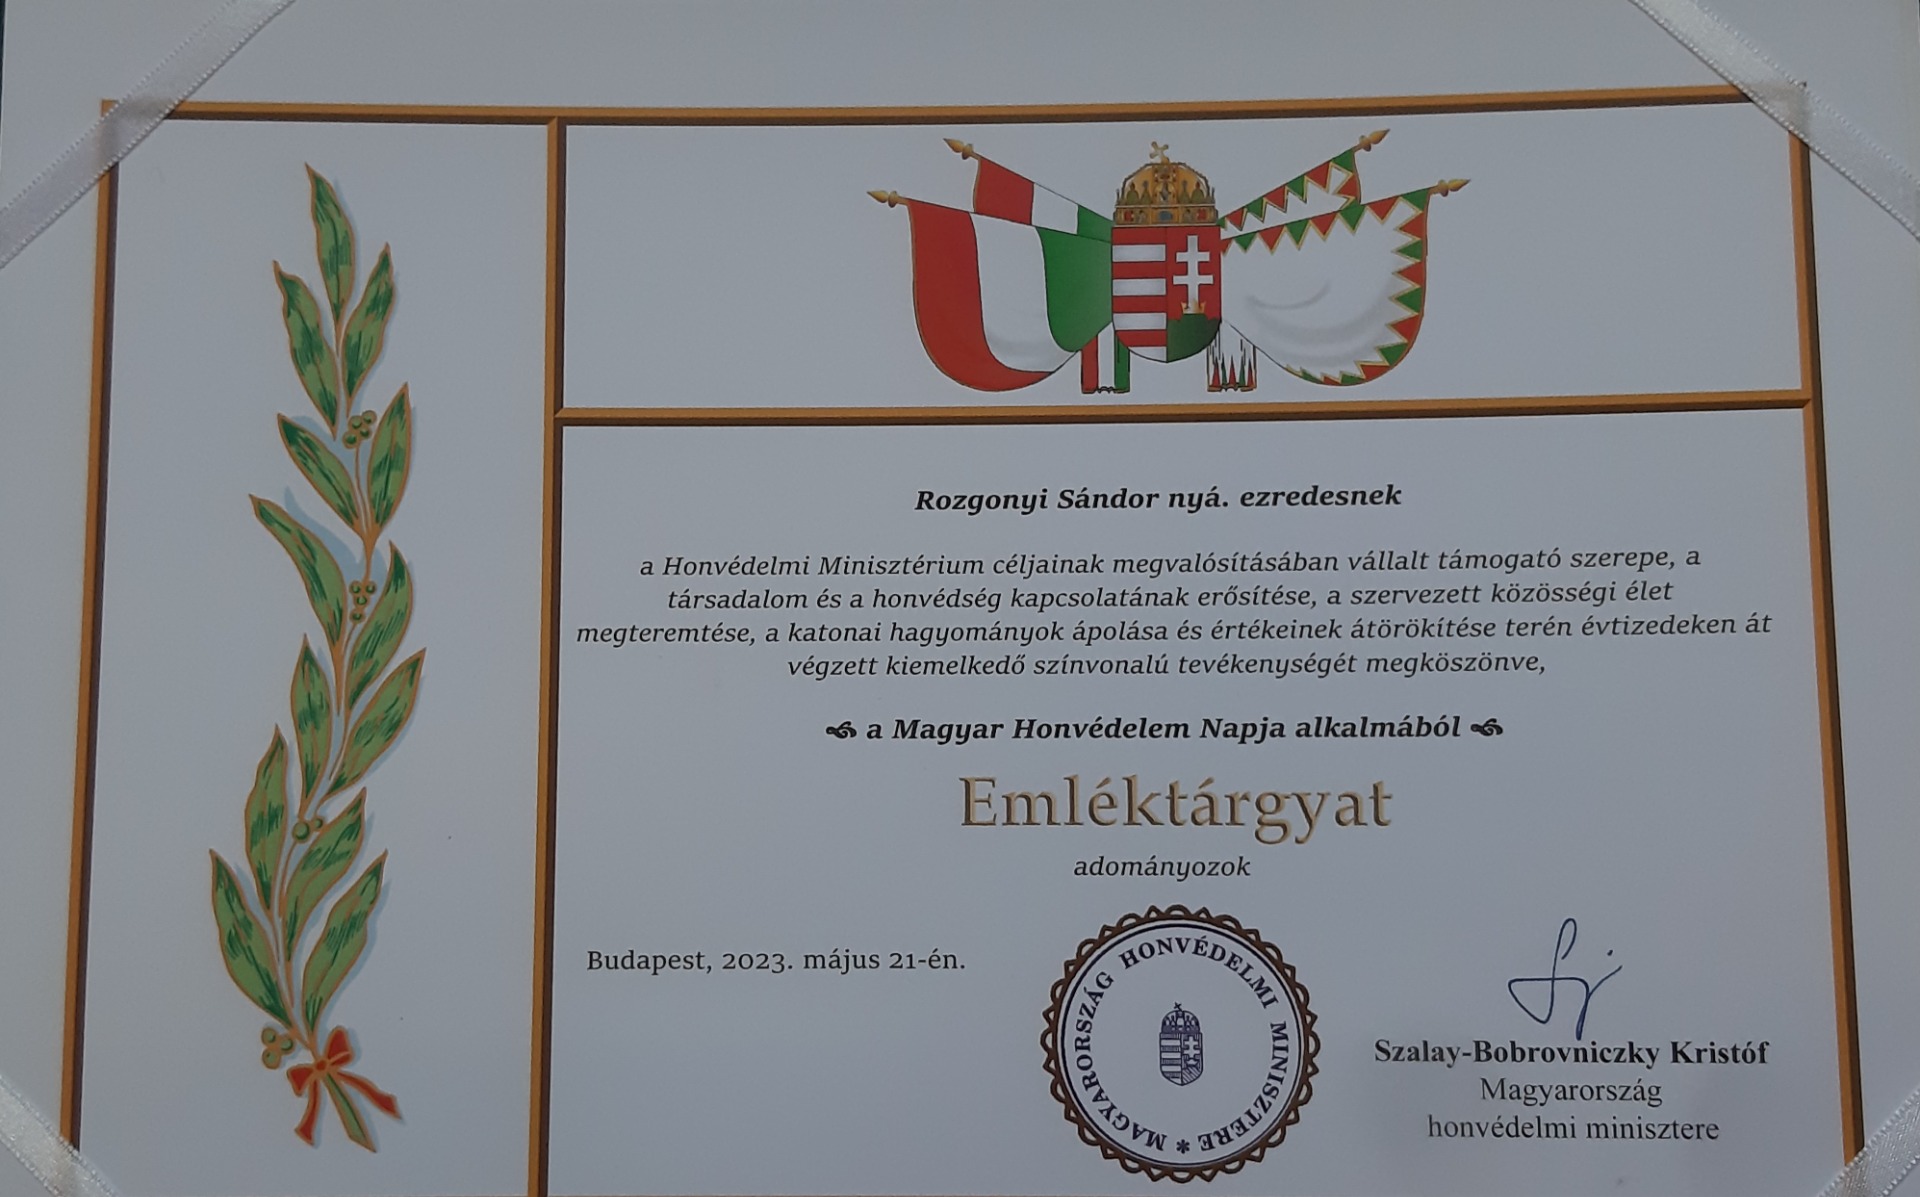 Rozgonyi Sándor nyá. ezredesnek
a Honvédelmi Minisztérium céljainak megvalósításában vállalt támogató szerepe, a
társadalom és a honvédség kapcsolatának erősítése, a szervezett közösségi élet
megteremtése, a katonai hagyományok ápolása és értékeinek átörökítése terén évtizedeken át
végzett kiemelkedő színvonalú tevékenységét megköszönve,
a Magyar Honvédelem Napja alkalmából
Emléktárgyat
adományozok
Budapest, 2023. május 21-én.
MAGYARORSZÁG HONVÉDELMI MINISZTERE *
Szalay-Bobrovniczky Kristóf
Magyarország
honvédelmi minisztere